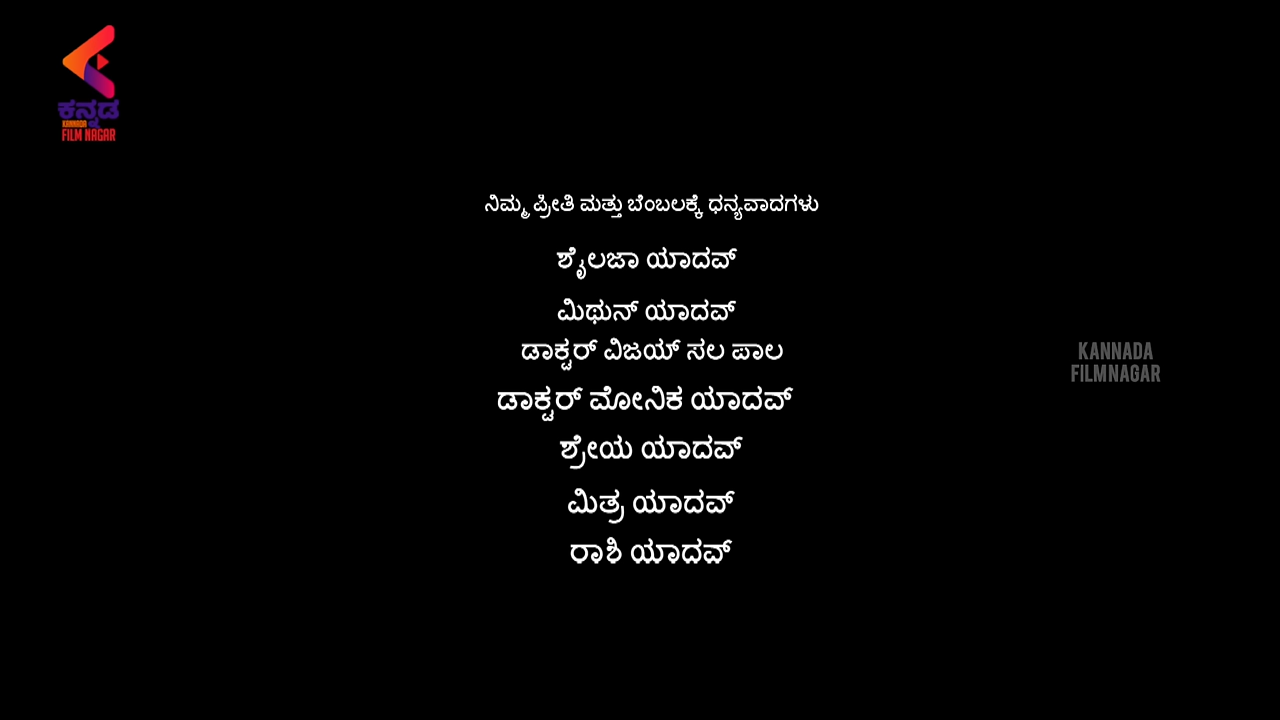 ಕನ್ನಡ
KANNADA
FILM NAGAR
ನಿಮ್ಮ ಪ್ರೀತಿ ಮತ್ತು ಬೆಂಬಲಕ್ಕೆ ಧನ್ಯವಾದಗಳು
ಶೈಲಜಾ ಯಾದವ್
ಮಿಥುನ್ ಯಾದವ್
ಡಾಕ್ಟರ್ ವಿಜಯ್ ಸಲ ಪಾಲ
ಡಾಕ್ಟರ್ ಮೋನಿಕ ಯಾದವ್
ಶ್ರೇಯ ಯಾದವ್
ಮಿತ್ರ ಯಾದವ್
ರಾಶಿ ಯಾದವ್
KANNADA
FILMNAGAR